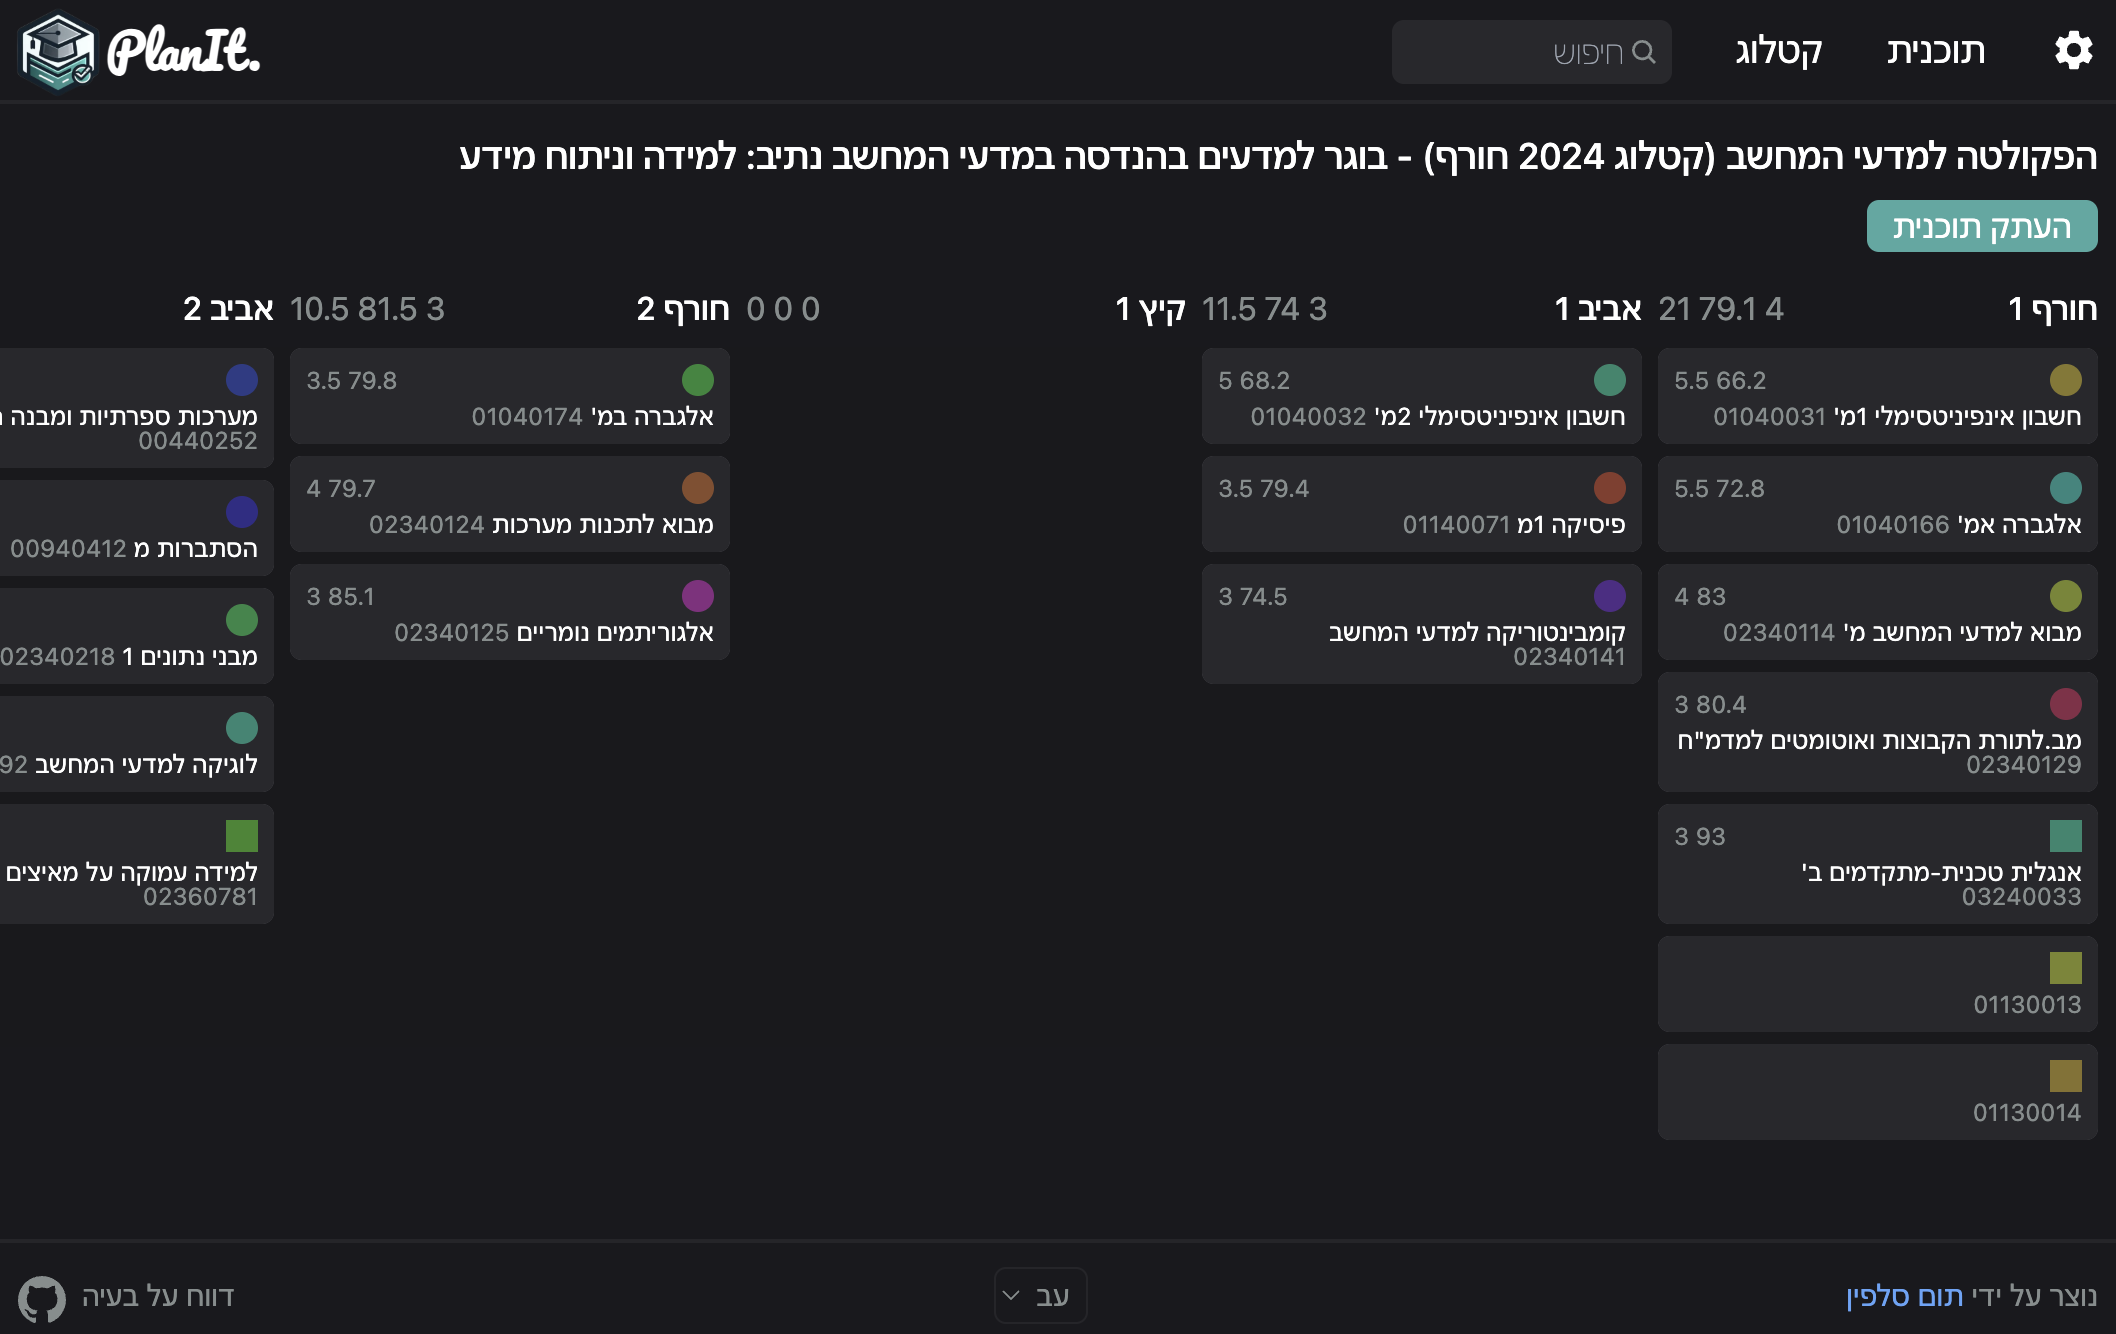 PlanIt.
תוכנית
קטלוג
חיפוש
הפקולטה למדעי המחשב (קטלוג 2024 חורף) - בוגר למדעים בהנדסה במדעי המחשב נתיב: למידה וניתוח מידע
העתק תוכנית
חורף 1
21 79.1 4
5.5 66.2
חשבון אינפיניטסימלי 1מ' 01040031
5.5 72.8
אלגברה אמ' 01040166
4 83
מבוא למדעי המחשב מ' 02340114
3 80.4
מב.לתורת הקבוצות ואוטומטים למדמ"ח
02340129
3 93
אנגלית טכנית-מתקדמים ב'
03240033
01130013
01130014
אביב 1
11.5 74 3
5 68.2
חשבון אינפיניטסימלי 2מ' 01040032
3.5 79.4
פיסיקה 1מ 01140071
3 74.5
קומבינטוריקה למדעי המחשב
02340141
קיץ 1
0 0 0
חורף 2
10.5 81.5 3
3.5 79.8
אלגברה במ' 01040174
4 79.7
מבוא לתכנות מערכות 02340124
3 85.1
אלגוריתמים נומריים 02340125
אביב 2
מערכות ספרתיות ומבנה
00440252
הסתברות מ 00940412
מבני נתונים 1 02340218
לוגיקה למדעי המחשב
למידה עמוקה על מאיצים
02360781
נוצר על ידי תום סלפין
עב
דווח על בעיה